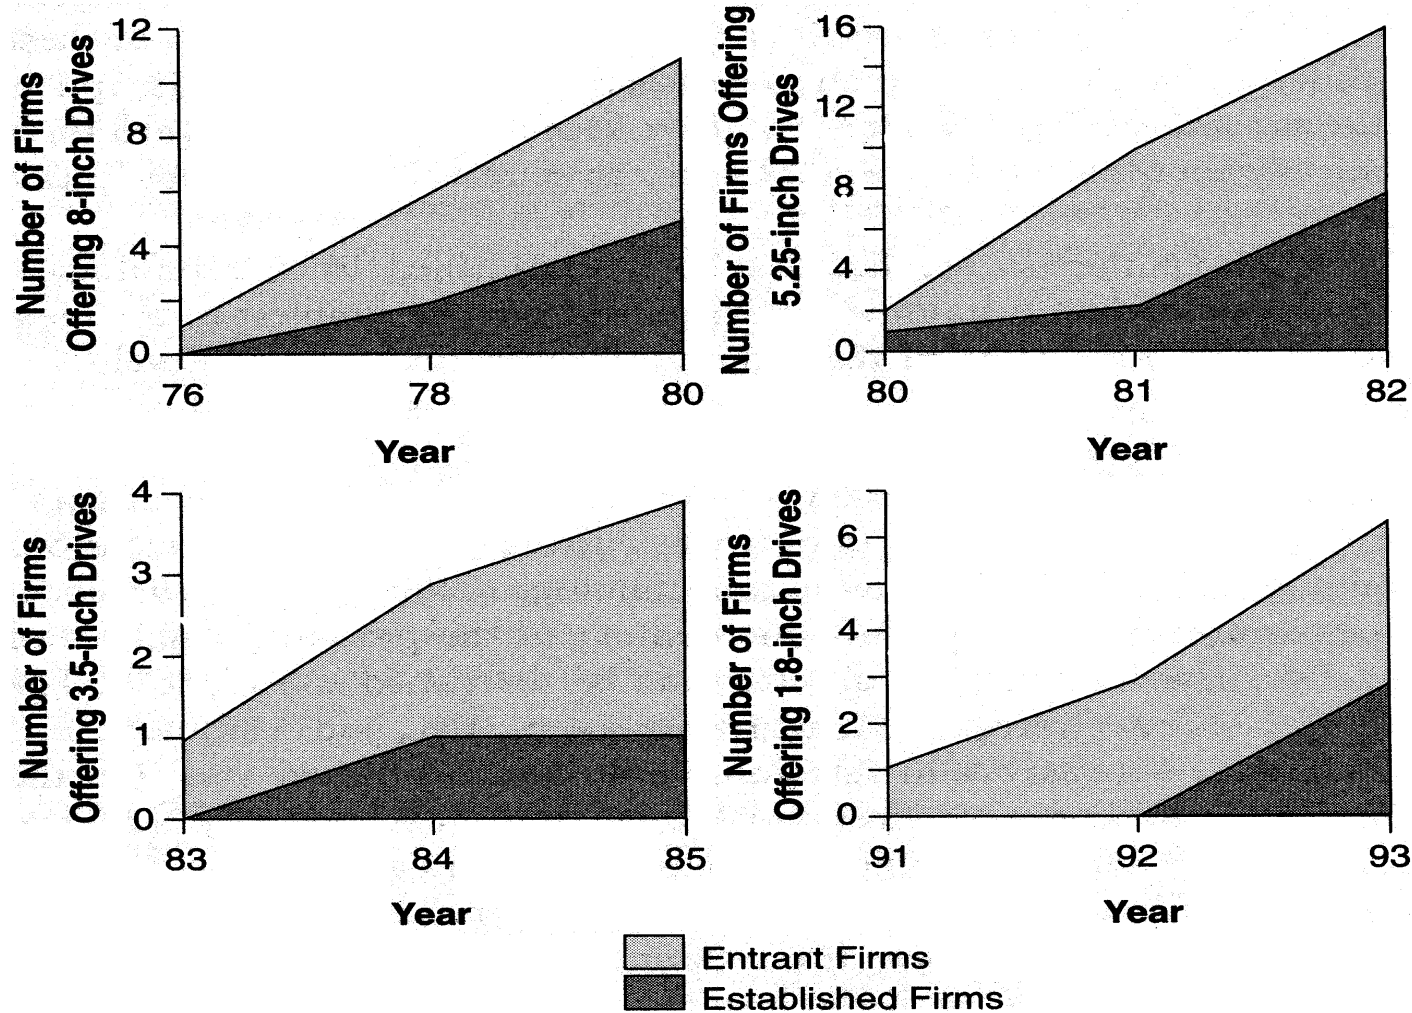 Number of Firms
Offering 8-inch Drives
12
8
4
0
76
78
80
Year
Number of Firms Offering
5.25-inch Drives
16
12
8
4
0
80
81
82
Year
Number of Firms
Offering 3.5-inch Drives
4
3
2
1
0
83
84
85
Year
Number of Firms
Offering 1.8-inch Drives
6
4
2
0
91
92
93
Year
Entrant Firms
Established Firms